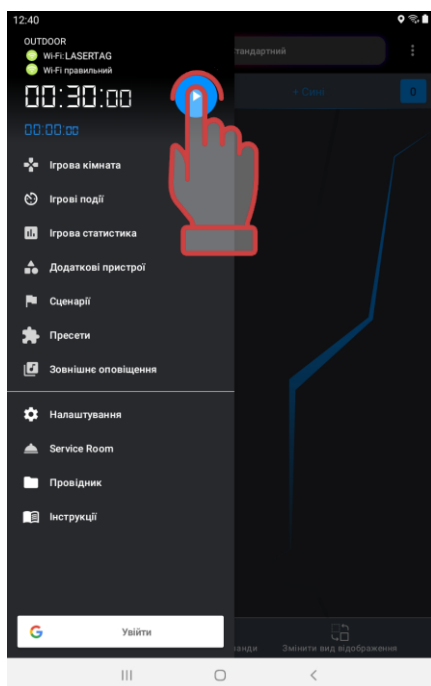 12:40
OUTDOOR
Wi-Fi:LASERTAG
тандартний
Wi-Fi правильний
00:30:00
+ Сині
0
00:00:00
Ігрова кімната
Ігрові події
Ігрова статистика
Додаткові пристрої
Сценарії
Пресети
Зовнішнє оповіщення
Налаштування
Service Room
Провідник
Інструкції
G
Увійти
анди
Змінити вид відображення